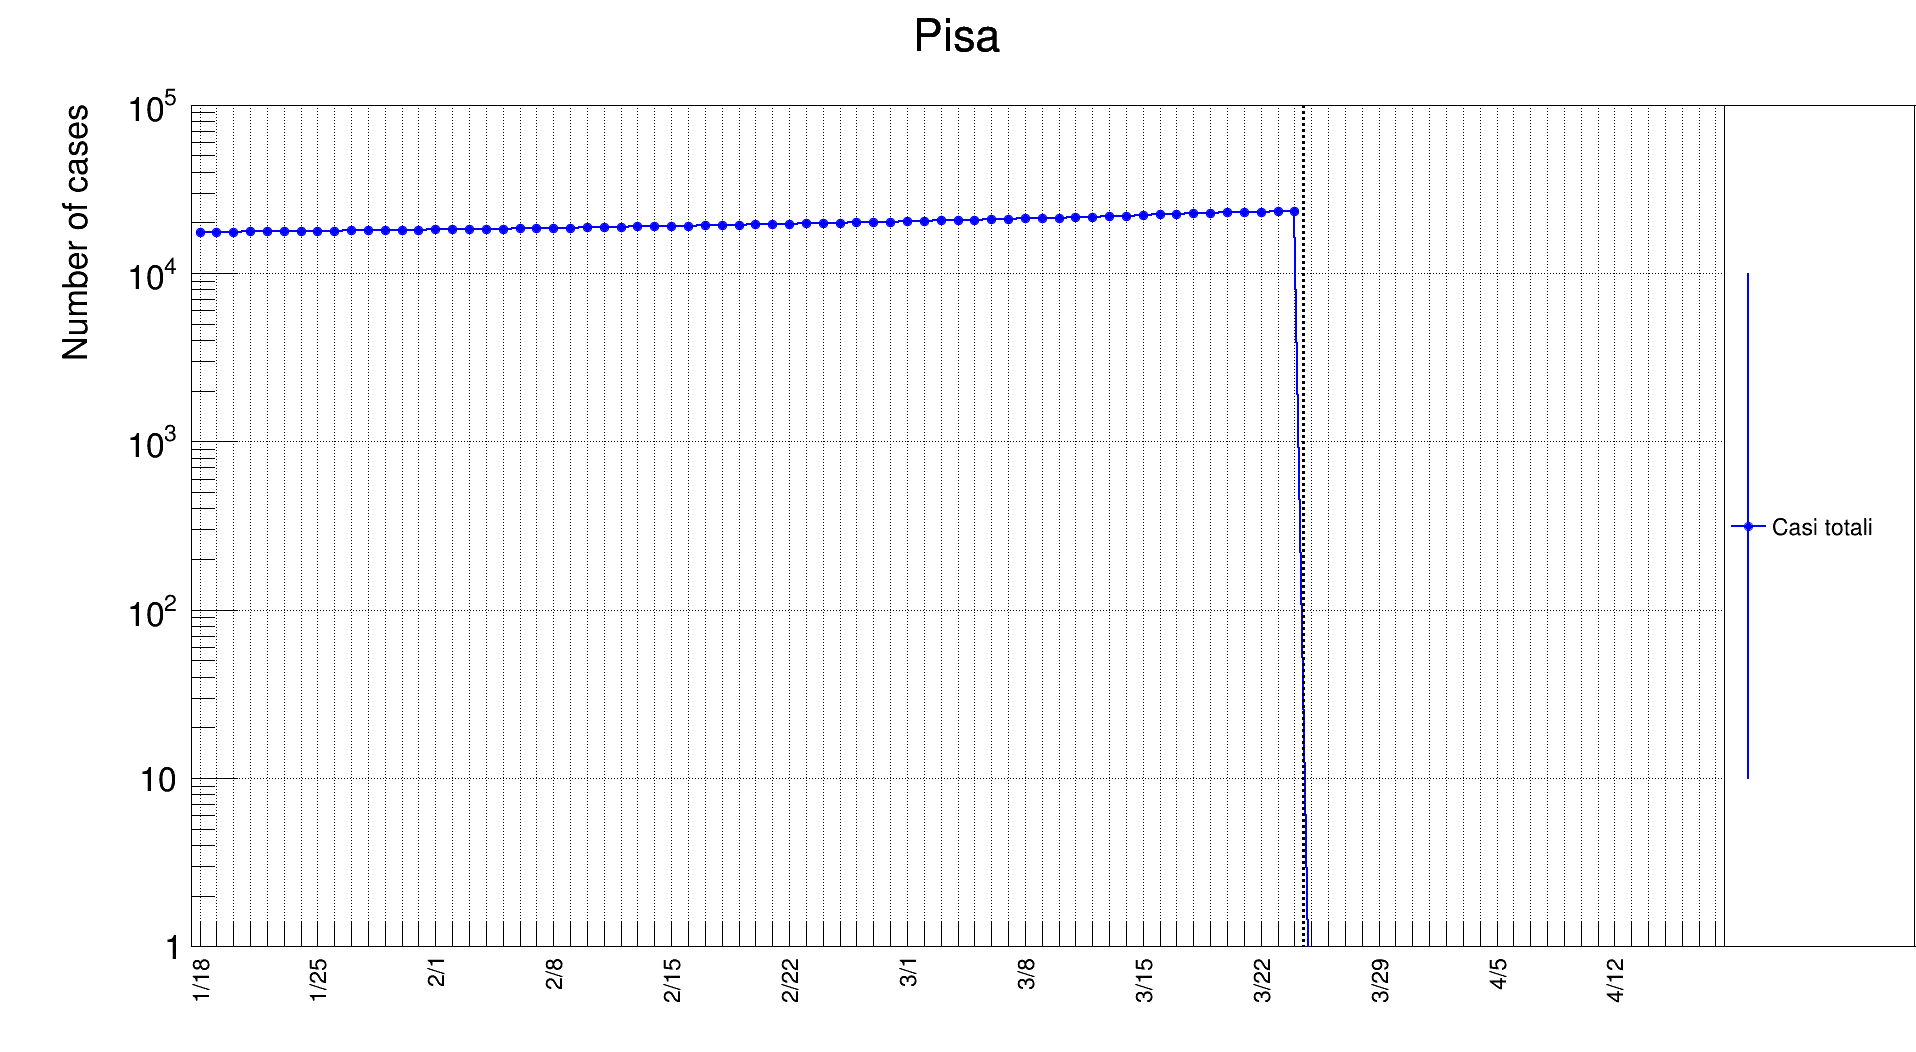 Pisa
Number of cases
10^5
10^4
10^3
10^2
10
1
1/18 1/25 2/1 2/8 2/15 2/22 3/1 3/8 3/15 3/22 3/29 4/5 4/12
Casi totali